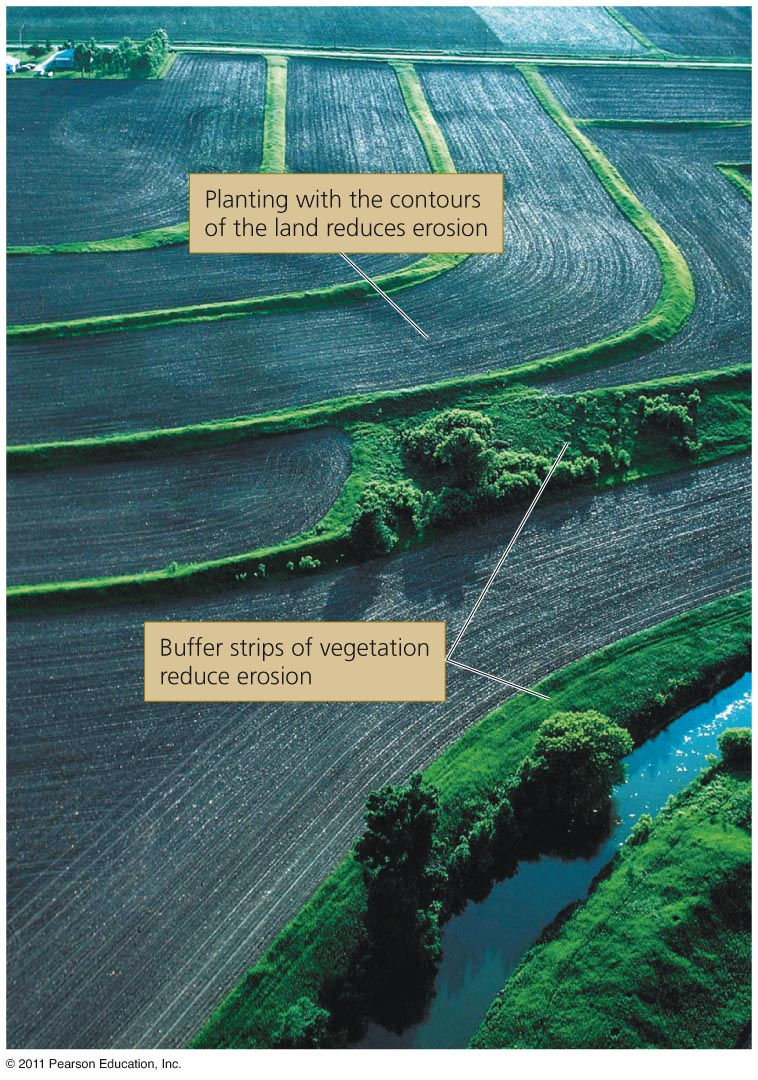 Planting with the contours
of the land reduces erosion
Buffer strips of vegetation
reduce erosion
© 2011 Pearson Education, Inc.